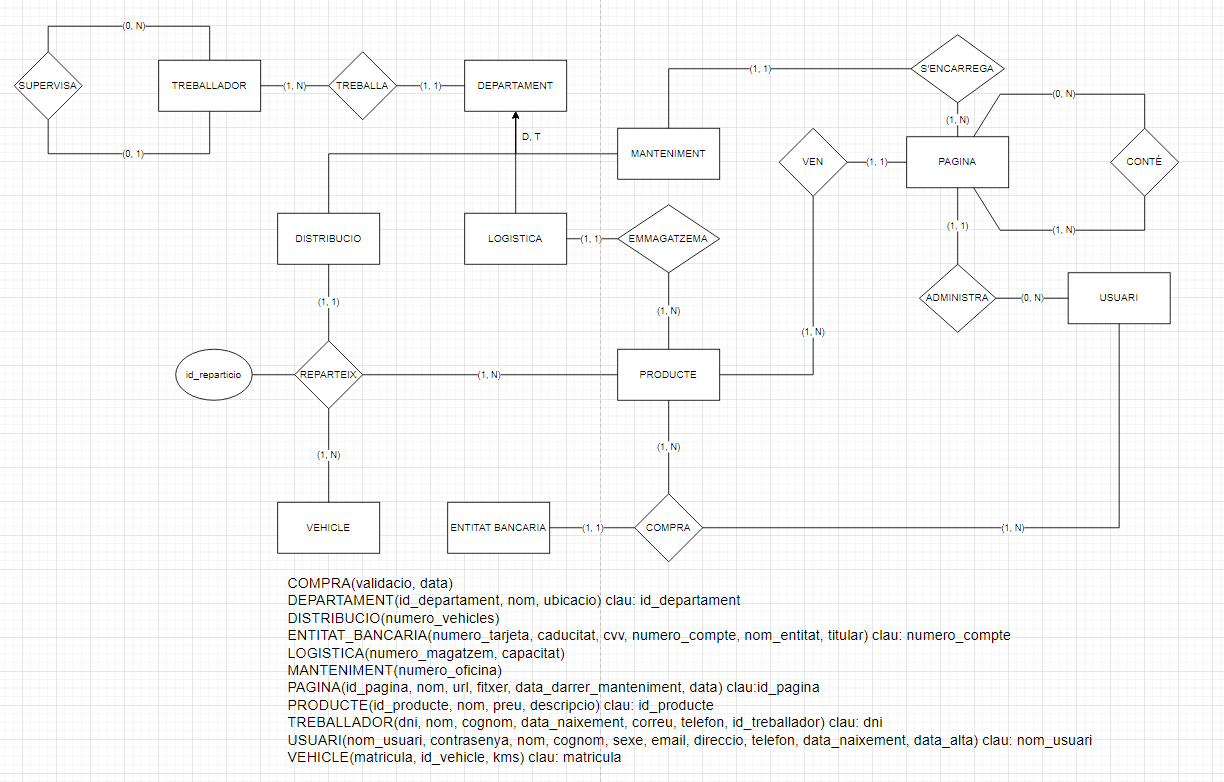 (0, N)
SUPERVISA
TREBALLADOR
(1, N)
TREBALLA
(1, 1)
DEPARTAMENT
(0, 1)
D, T
(1, 1)
S'ENCARREGA
(1, N)
MANTENIMENT
VEN
(1, 1)
PAGINA
(0, N)
CONTÉ
(1, N)
DISTRIBUCIO
LOGISTICA
(1, 1)
EMMAGATZEMA
(1, 1)
ADMINISTRA
(0, N)
USUARI
(1, 1)
(1, N)
(1, N)
id_reparticio
REPARTEIX
(1, N)
PRODUCTE
(1, N)
(1, N)
VEHICLE
ENTITAT BANCARIA
(1, 1)
COMPRA
(1, N)
COMPRA(validacio, data)
DEPARTAMENT(id_departament, nom, ubicacio) clau: id_departament
DISTRIBUCIO(numero_vehicles)
ENTITAT_BANCARIA(numero_tarjeta, caducitat, cvv, numero_compte, nom_entitat, titular) clau: numero_compte
LOGISTICA(numero_magatzem, capacitat)
MANTENIMENT(numero_oficina)
PAGINA(id_pagina, nom, url, fitxer, data_darrer_manteniment, data) clau:id_pagina
PRODUCTE(id_producte, nom, preu, descripcio) clau: id_producte
TREBALLADOR(dni, nom, cognom, data_naixement, correu, telefon, id_treballador) clau: dni
USUARI(nom_usuari, contrasenya, nom, cognom, sexe, email, direccio, telefon, data_naixement, data_alta) clau: nom_usuari
VEHICLE(matricula, id_vehicle, kms) clau: matricula